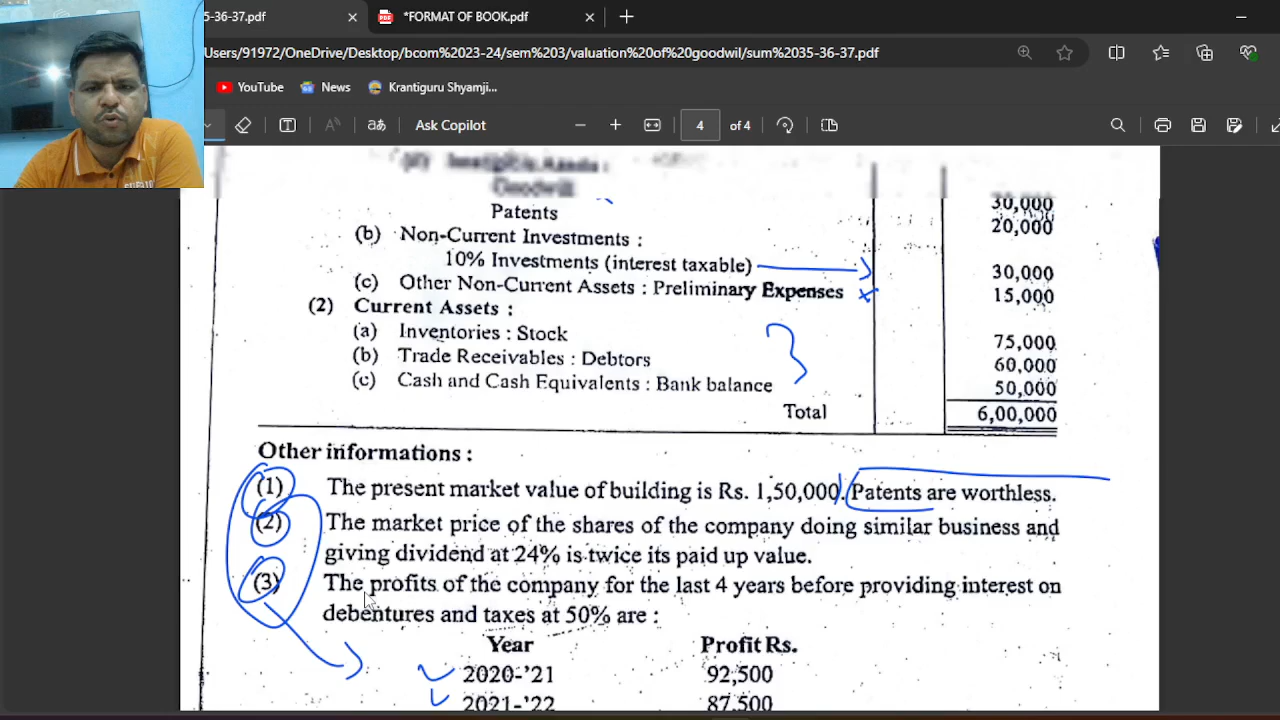 5-36-37.pdf
*FORMAT OF BOOK.pdf
Users/91972/OneDrive/Desktop/bcom%2023-24/sem%203/valuation%20of%20goodwil/sum%2035-36-37.pdf
YouTube
News
Krantiguru Shyamji...
Ask Copilot
4
of 4
Goodwill
30,000
Patents
20,000
(b) Non-Current Investments :
10% Investments (interest taxable)
30,000
(c) Other Non-Current Assets : Preliminary Expenses
15,000
(2) Current Assets :
(a) Inventories : Stock
75,000
(b) Trade Receivables : Debtors
60,000
(c) Cash and Cash Equivalents : Bank balance
50,000
Total
6,00,000
Other informations :
(1) The present market value of building is Rs. 1,50,000. Patents are worthless.
(2) The market price of the shares of the company doing similar business and
giving dividend at 24% is twice its paid up value.
(3) The profits of the company for the last 4 years before providing interest on
debentures and taxes at 50% are :
Year Profit Rs.
2020-'21 92,500
2021-'22 87,500